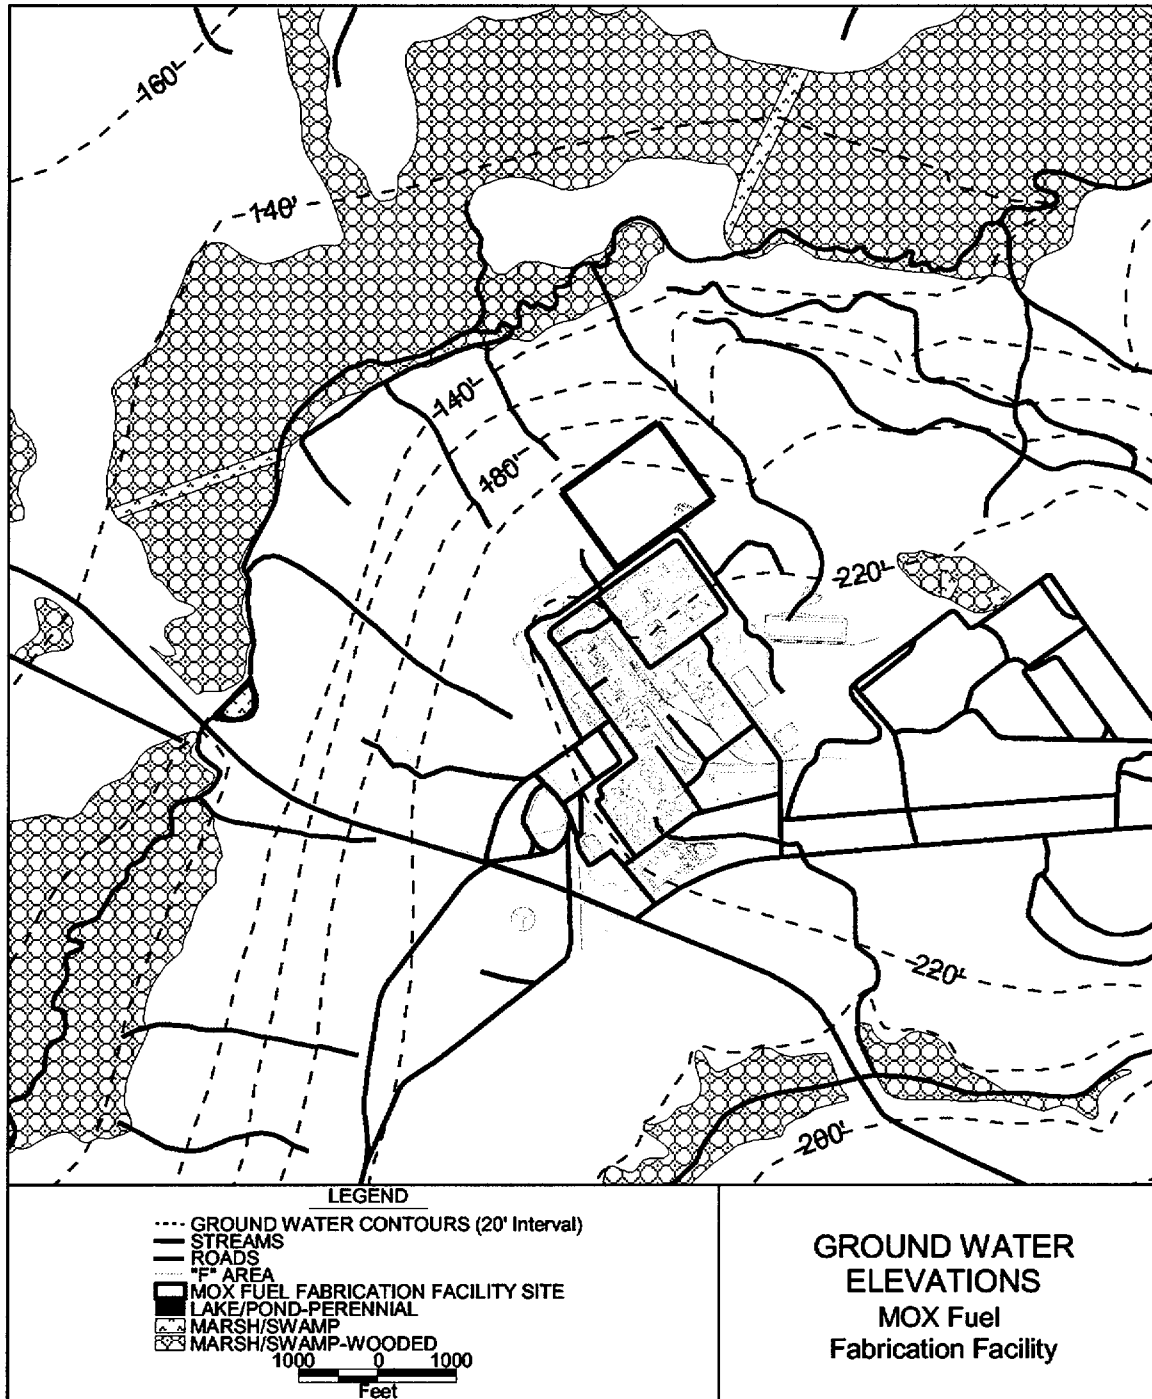 160'
140'
140'
180'
220'
220'
200'
LEGEND
GROUND WATER CONTOURS (20' Interval)
STREAMS
ROADS
"F" AREA
MOX FUEL FABRICATION FACILITY SITE
LAKE/POND-PERENNIAL
MARSH/SWAMP
MARSH/SWAMP-WOODED
1000 0 1000
Feet
GROUND WATER
ELEVATIONS
MOX Fuel
Fabrication Facility